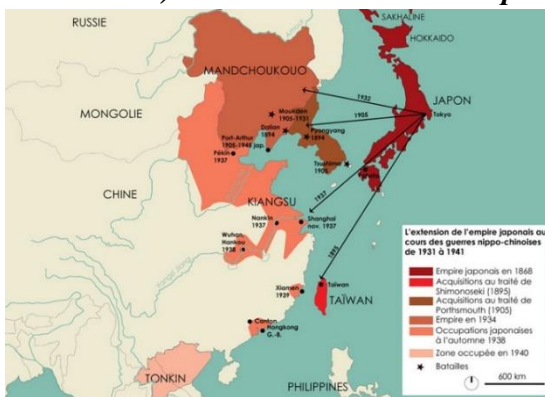 RUSSIE
SAKHALINE
HOKKAIDO
MANDCHOUKOUO
MONGOLIE
JAPON
Tokyo
1932
1905
Moukden
1905-1931
Dalian
1894
Pyongyang
1894
Port-Arthur
1905-1945 jap.
Pékin
1937
Tsushima
1905
CHINE
1937
KIANGSU
Nankin
1937
Shanghaï
nov. 1937
Wuhan,
Hankou
1938
1895
Xiamen
1939
Taïwan
TAÏWAN
Canton
Hongkong
G.-B.
TONKIN
PHILIPPINES
L'extension de l'empire japonais au
cours des guerres nippo-chinoises
de 1931 à 1941
Empire japonais en 1868
Acquisitions au traité de
Shimonoseki (1895)
Acquisitions au traité de
Porthsmouth (1905)
Empire en 1934
Occupations japonaises
à l'automne 1938
Zone occupée en 1940
Batailles
600 km